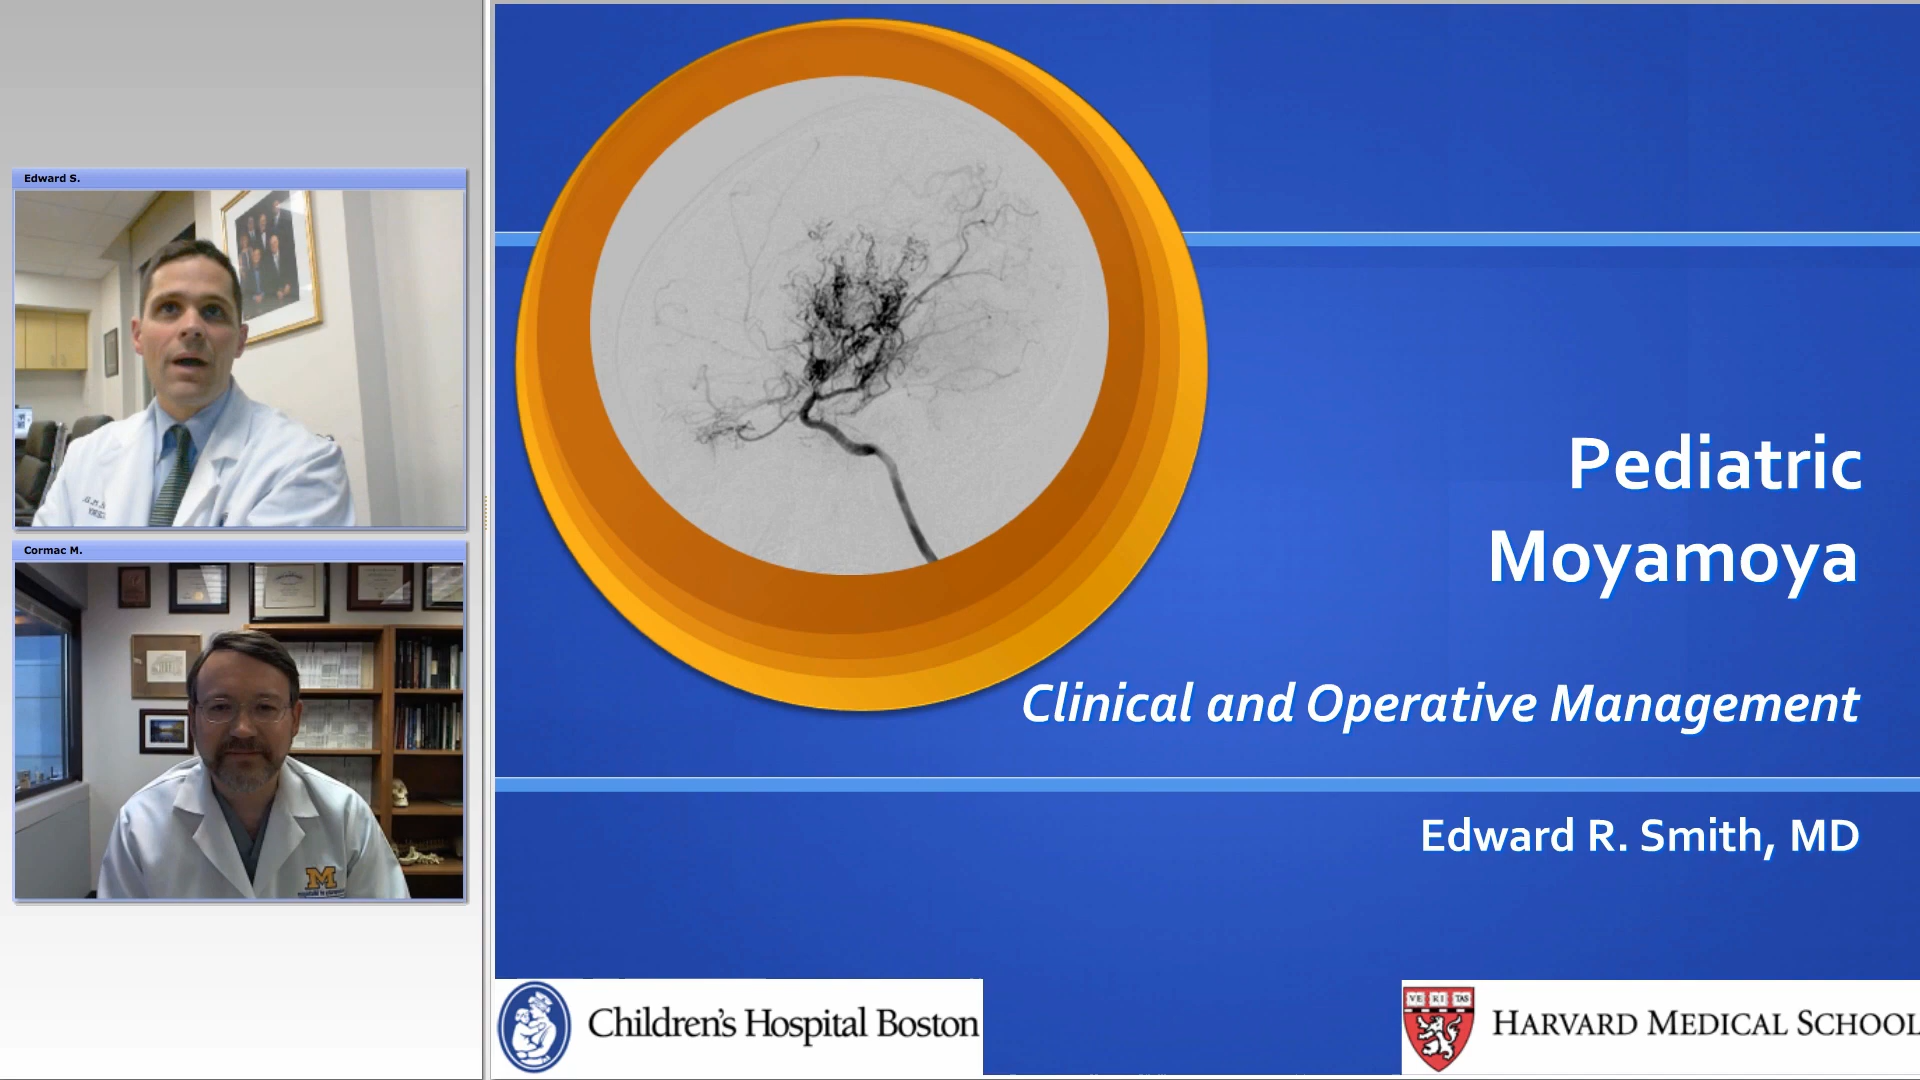 Edward S.
Cormac M.
M
Pediatric
Moyamoya
Clinical and Operative Management
Edward R. Smith, MD
Children's Hospital Boston
VE RI TAS
HARVARD MEDICAL SCHOOL